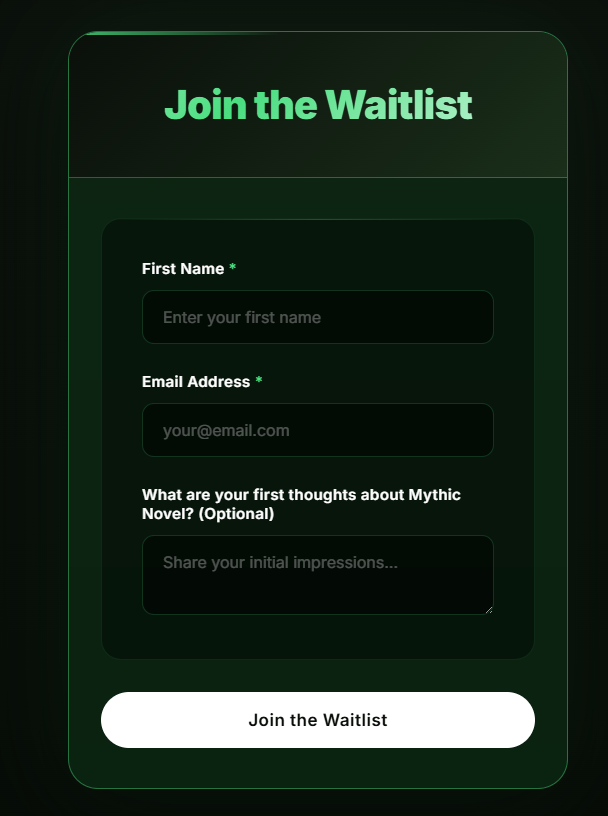 Join the Waitlist
First Name *
Enter your first name
Email Address *
your@email.com
What are your first thoughts about Mythic
Novel? (Optional)
Share your initial impressions...
Join the Waitlist